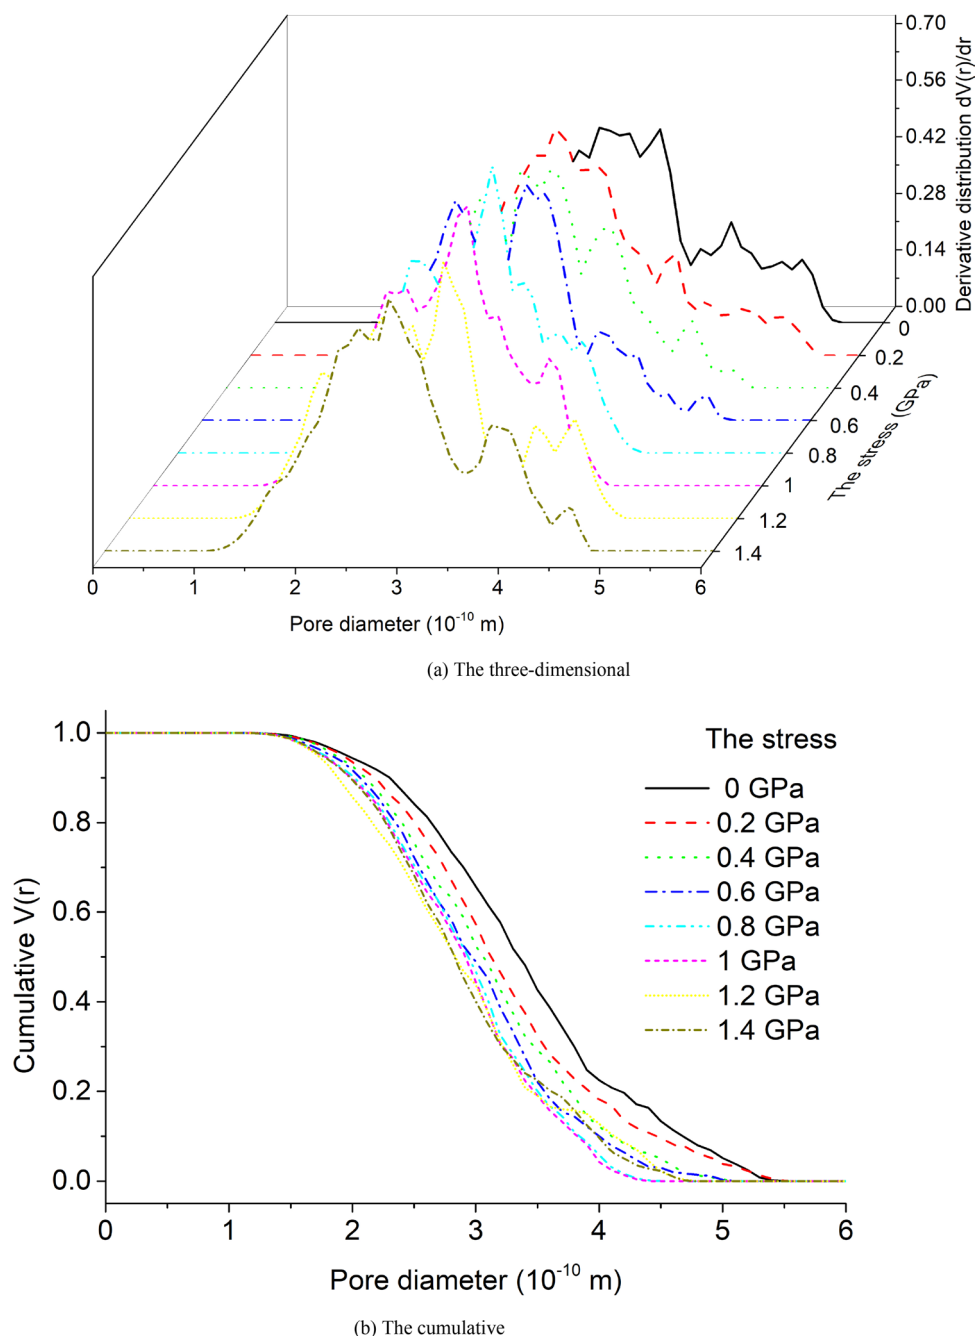 0.70
0.56
0.42
0.28
0.14
0.00
Derivative distribution dV(r)/dr
0
0.2
0.4
0.6
0.8
1
1.2
1.4
The stress (GPa)
0 1 2 3 4 5 6
Pore diameter (10⁻¹⁰ m)
(a) The three-dimensional
1.0
0.8
0.6
0.4
0.2
0.0
Cumulative V(r)
The stress
0 GPa
0.2 GPa
0.4 GPa
0.6 GPa
0.8 GPa
1 GPa
1.2 GPa
1.4 GPa
0 1 2 3 4 5 6
Pore diameter (10⁻¹⁰ m)
(b) The cumulative